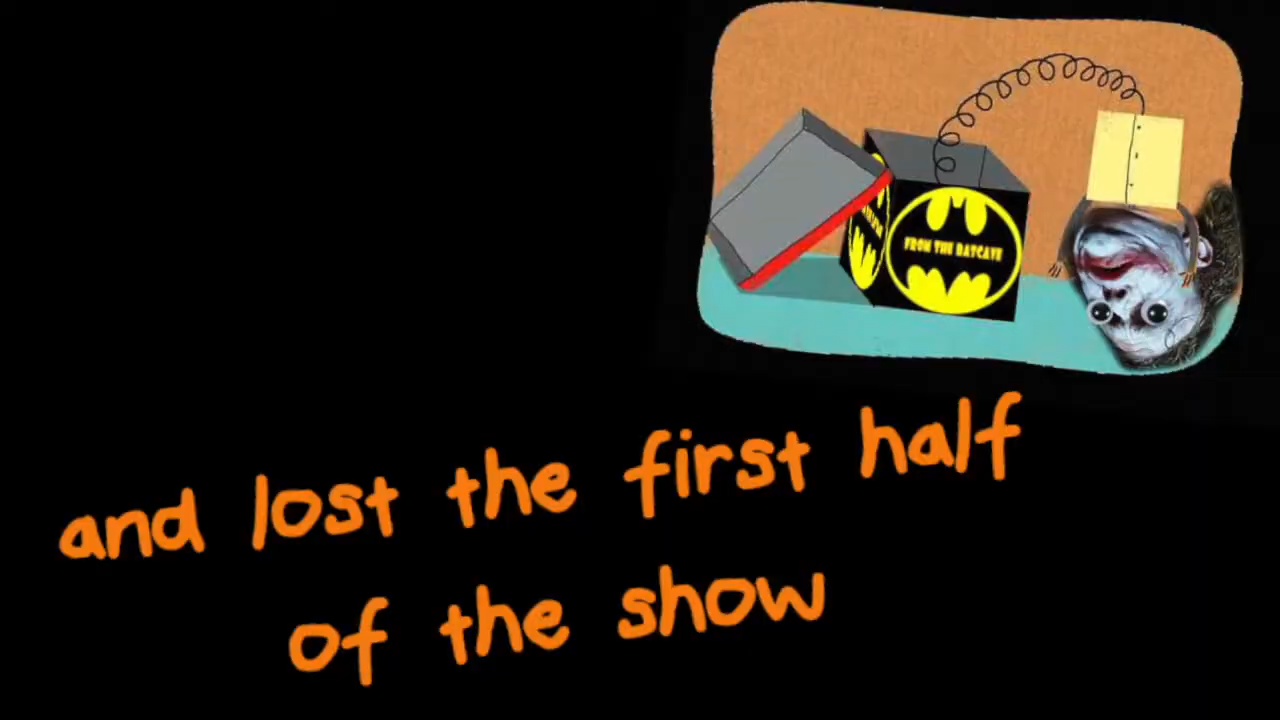 FROM THE BATCAVE
and lost the first half
of the show